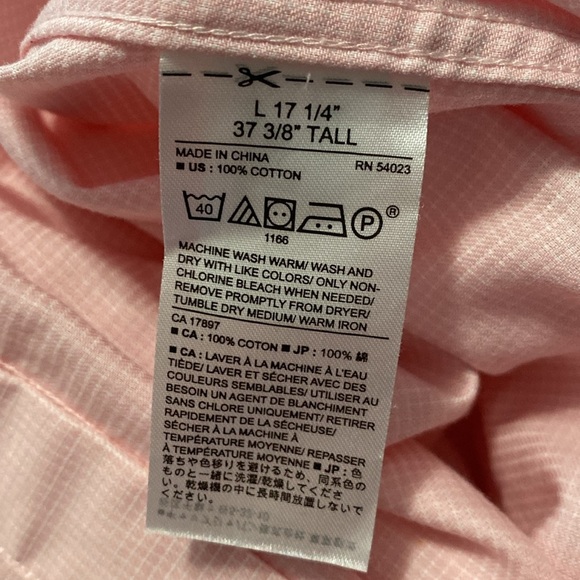 L 17 1/4"
37 3/8" TALL
MADE IN CHINA RN 54023
■ US : 100% COTTON
40 P ®
1166
MACHINE WASH WARM/ WASH AND
DRY WITH LIKE COLORS/ ONLY NON-
CHLORINE BLEACH WHEN NEEDED/
REMOVE PROMPTLY FROM DRYER/
TUMBLE DRY MEDIUM/ WARM IRON
CA 17897
■ CA : 100% COTTON ■ JP : 100% 綿
■ CA : LAVER À LA MACHINE À L'EAU
TIÈDE/ LAVER ET SÉCHER AVEC DES
COULEURS SEMBLABLES/ UTILISER AU
BESOIN UN AGENT DE BLANCHIMENT
SANS CHLORE UNIQUEMENT/ RETIRER
RAPIDEMENT DE LA SÉCHEUSE/
SÉCHER À LA MACHINE À
TEMPÉRATURE MOYENNE/ REPASSER
À TEMPÉRATURE MOYENNE ■ JP : 色
落ちや色移りを避けるため、同系色の
ものと一緒に洗濯/乾燥してくださ
い。乾燥機の中に長時間放置しないで
ください。